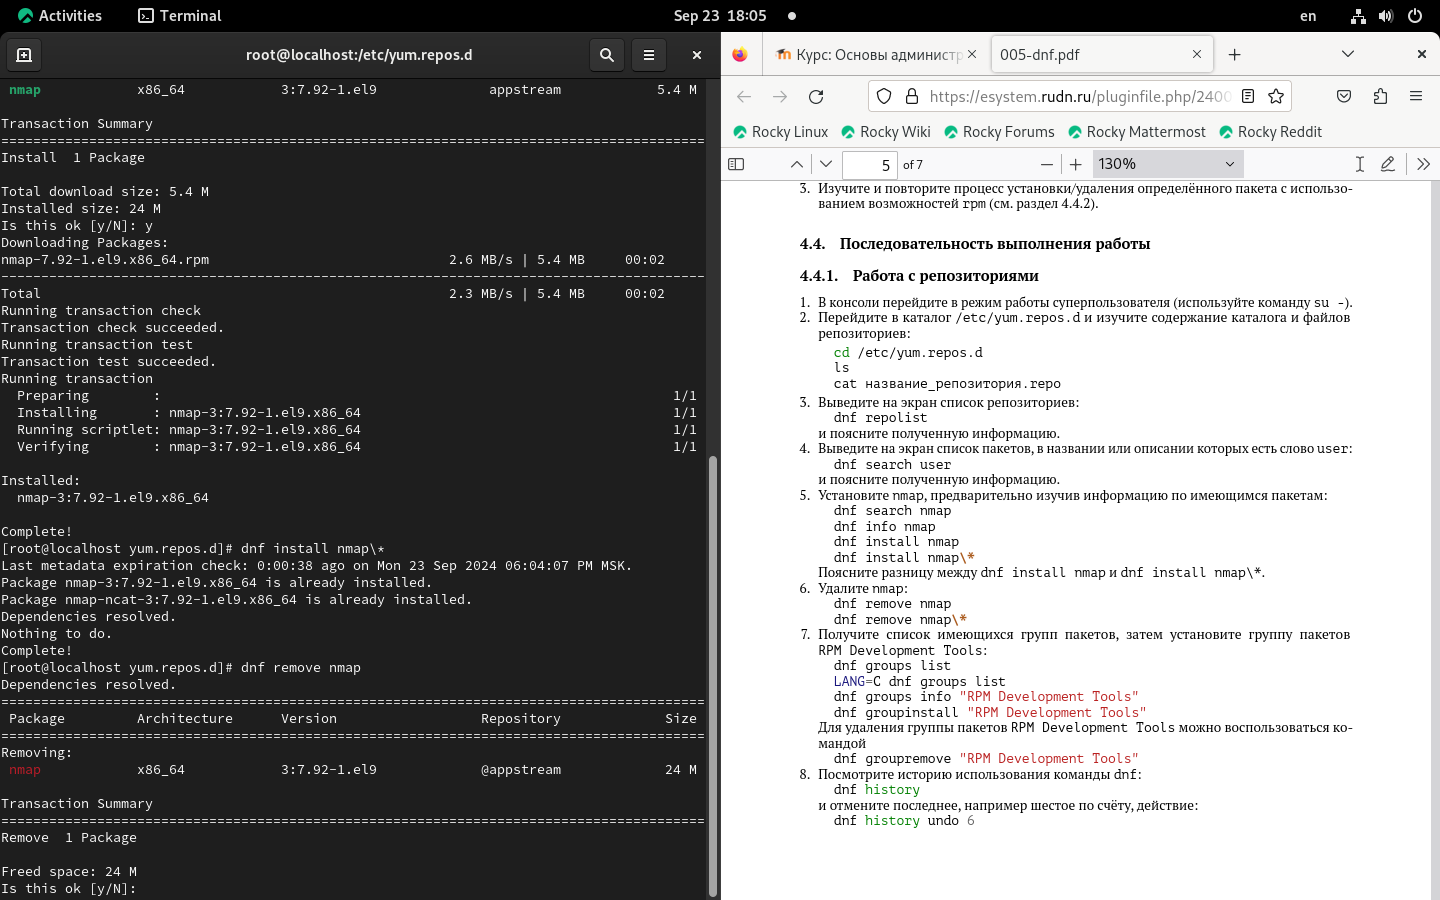 Activities
Terminal
Sep 23 18:05
en
root@localhost:/etc/yum.repos.d
nmap x86_64 3:7.92-1.el9 appstream 5.4 M
Transaction Summary
========================================================================================
Install 1 Package
Total download size: 5.4 M
Installed size: 24 M
Is this ok [y/N]: y
Downloading Packages:
nmap-7.92-1.el9.x86_64.rpm 2.6 MB/s | 5.4 MB 00:02
----------------------------------------------------------------------------------------
Total 2.3 MB/s | 5.4 MB 00:02
Running transaction check
Transaction check succeeded.
Running transaction test
Transaction test succeeded.
Running transaction
Preparing : 1/1
Installing : nmap-3:7.92-1.el9.x86_64 1/1
Running scriptlet: nmap-3:7.92-1.el9.x86_64 1/1
Verifying : nmap-3:7.92-1.el9.x86_64 1/1
Installed:
nmap-3:7.92-1.el9.x86_64
Complete!
[root@localhost yum.repos.d]# dnf install nmap\*
Last metadata expiration check: 0:00:38 ago on Mon 23 Sep 2024 06:04:07 PM MSK.
Package nmap-3:7.92-1.el9.x86_64 is already installed.
Package nmap-ncat-3:7.92-1.el9.x86_64 is already installed.
Dependencies resolved.
Nothing to do.
Complete!
[root@localhost yum.repos.d]# dnf remove nmap
Dependencies resolved.
========================================================================================
Package Architecture Version Repository Size
========================================================================================
Removing:
nmap x86_64 3:7.92-1.el9 @appstream 24 M
Transaction Summary
========================================================================================
Remove 1 Package
Freed space: 24 M
Is this ok [y/N]:
Курс: Основы администр
005-dnf.pdf
https://esystem.rudn.ru/pluginfile.php/2400
Rocky Linux Rocky Wiki Rocky Forums Rocky Mattermost Rocky Reddit
5 of 7 130%
3. Изучите и повторите процесс установки/удаления определённого пакета с использо-
ванием возможностей rpm (см. раздел 4.4.2).
4.4. Последовательность выполнения работы
4.4.1. Работа с репозиториями
1. В консоли перейдите в режим работы суперпользователя (используйте команду su -).
2. Перейдите в каталог /etc/yum.repos.d и изучите содержание каталога и файлов
репозиториев:
cd /etc/yum.repos.d
ls
cat название_репозитория.repo
3. Выведите на экран список репозиториев:
dnf repolist
и поясните полученную информацию.
4. Выведите на экран список пакетов, в названии или описании которых есть слово user:
dnf search user
и поясните полученную информацию.
5. Установите nmap, предварительно изучив информацию по имеющимся пакетам:
dnf search nmap
dnf info nmap
dnf install nmap
dnf install nmap\*
Поясните разницу между dnf install nmap и dnf install nmap\*.
6. Удалите nmap:
dnf remove nmap
dnf remove nmap\*
7. Получите список имеющихся групп пакетов, затем установите группу пакетов
RPM Development Tools:
dnf groups list
LANG=C dnf groups list
dnf groups info "RPM Development Tools"
dnf groupinstall "RPM Development Tools"
Для удаления группы пакетов RPM Development Tools можно воспользоваться ко-
мандой
dnf groupremove "RPM Development Tools"
8. Посмотрите историю использования команды dnf:
dnf history
и отмените последнее, например шестое по счёту, действие:
dnf history undo 6